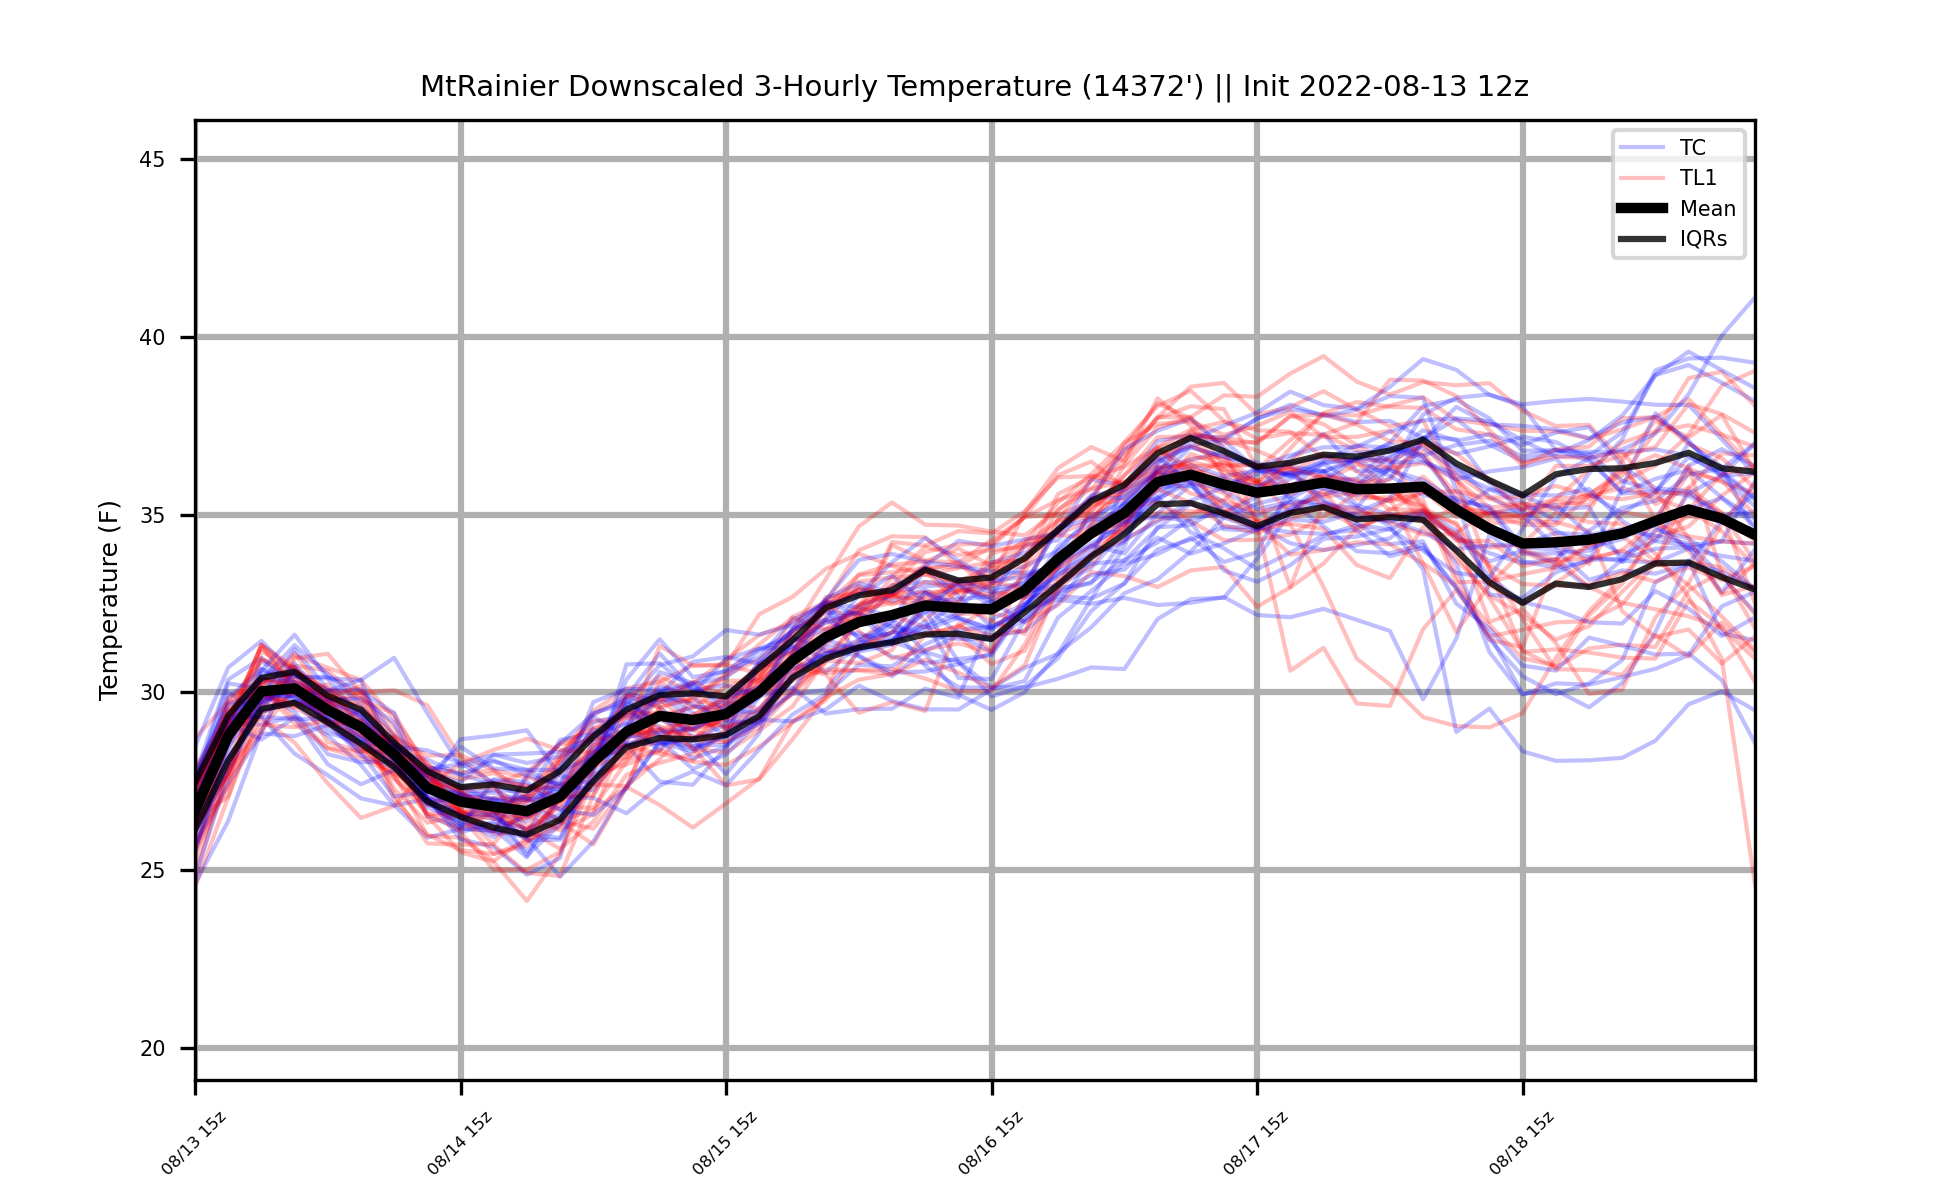 MtRainier Downscaled 3-Hourly Temperature (14372') || Init 2022-08-13 12z
TC
TL1
Mean
IQRs
Temperature (F)
45
40
35
30
25
20
08/13 15z
08/14 15z
08/15 15z
08/16 15z
08/17 15z
08/18 15z